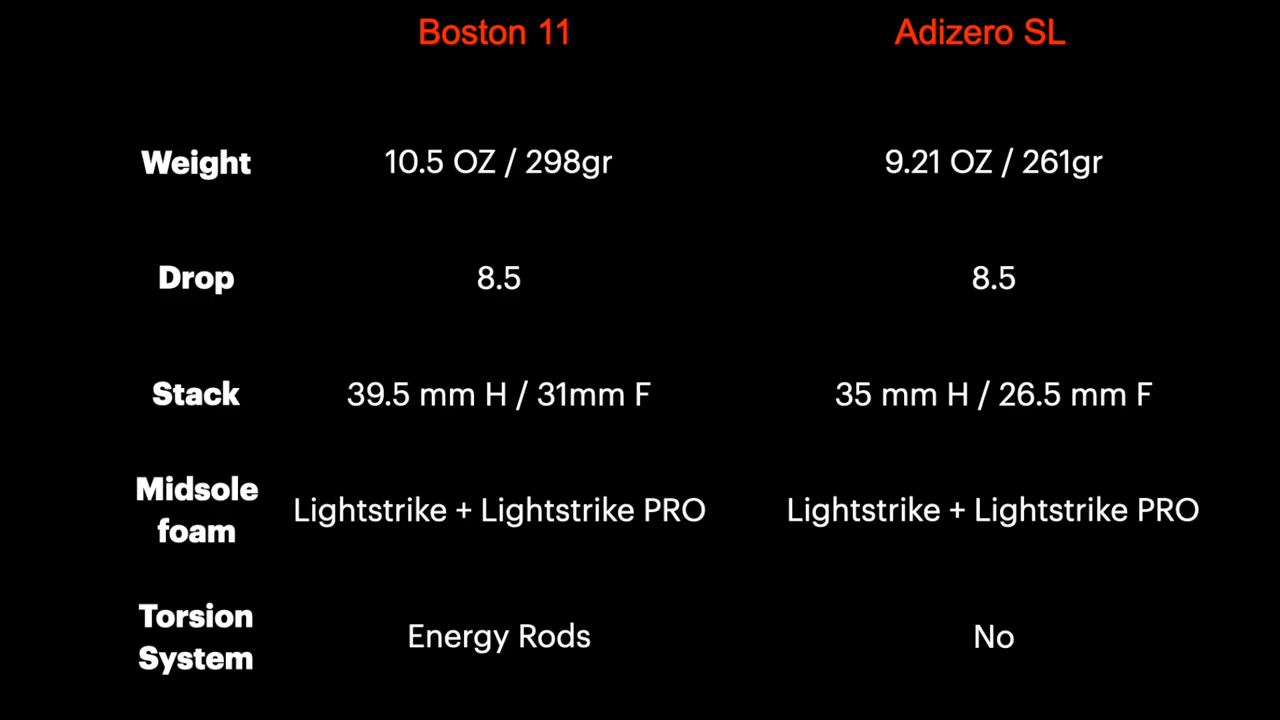 Boston 11 Adizero SL
Weight 10.5 OZ / 298gr 9.21 OZ / 261gr
Drop 8.5 8.5
Stack 39.5 mm H / 31mm F 35 mm H / 26.5 mm F
Midsole
foam Lightstrike + Lightstrike PRO Lightstrike + Lightstrike PRO
Torsion
System Energy Rods No